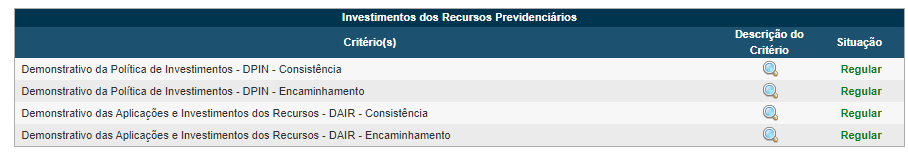 Investimentos dos Recursos Previdenciários
Critério(s) Descrição do Critério Situação
Demonstrativo da Política de Investimentos - DPIN - Consistência Regular
Demonstrativo da Política de Investimentos - DPIN - Encaminhamento Regular
Demonstrativo das Aplicações e Investimentos dos Recursos - DAIR - Consistência Regular
Demonstrativo das Aplicações e Investimentos dos Recursos - DAIR - Encaminhamento Regular